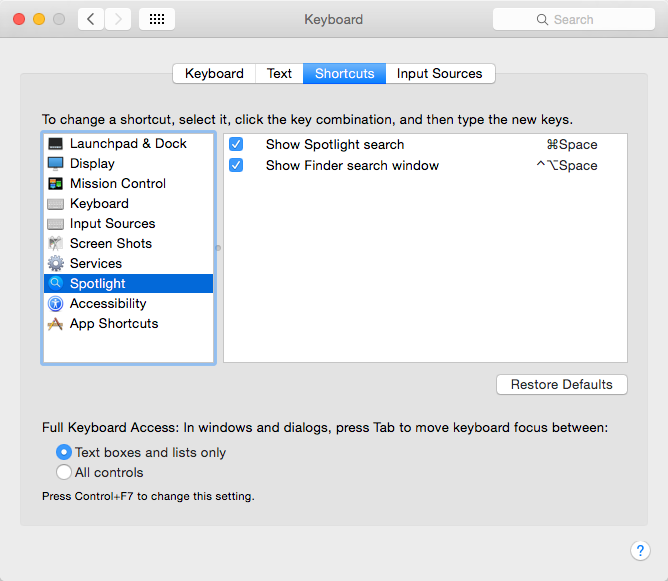 Keyboard
Search
Keyboard Text Shortcuts Input Sources
To change a shortcut, select it, click the key combination, and then type the new keys.
Launchpad & Dock
Display
Mission Control
Keyboard
Input Sources
Screen Shots
Services
Spotlight
Accessibility
App Shortcuts
Show Spotlight search ⌘Space
Show Finder search window ^⌥Space
Restore Defaults
Full Keyboard Access: In windows and dialogs, press Tab to move keyboard focus between:
Text boxes and lists only
All controls
Press Control+F7 to change this setting.
?